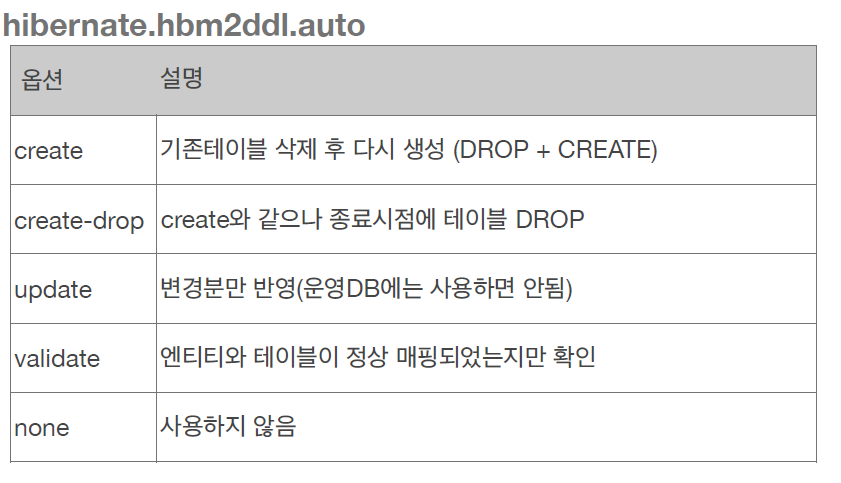 hibernate.hbm2ddl.auto
옵션 설명
create 기존테이블 삭제 후 다시 생성 (DROP + CREATE)
create-drop create와 같으나 종료시점에 테이블 DROP
update 변경분만 반영(운영DB에는 사용하면 안됨)
validate 엔티티와 테이블이 정상 매핑되었는지만 확인
none 사용하지 않음